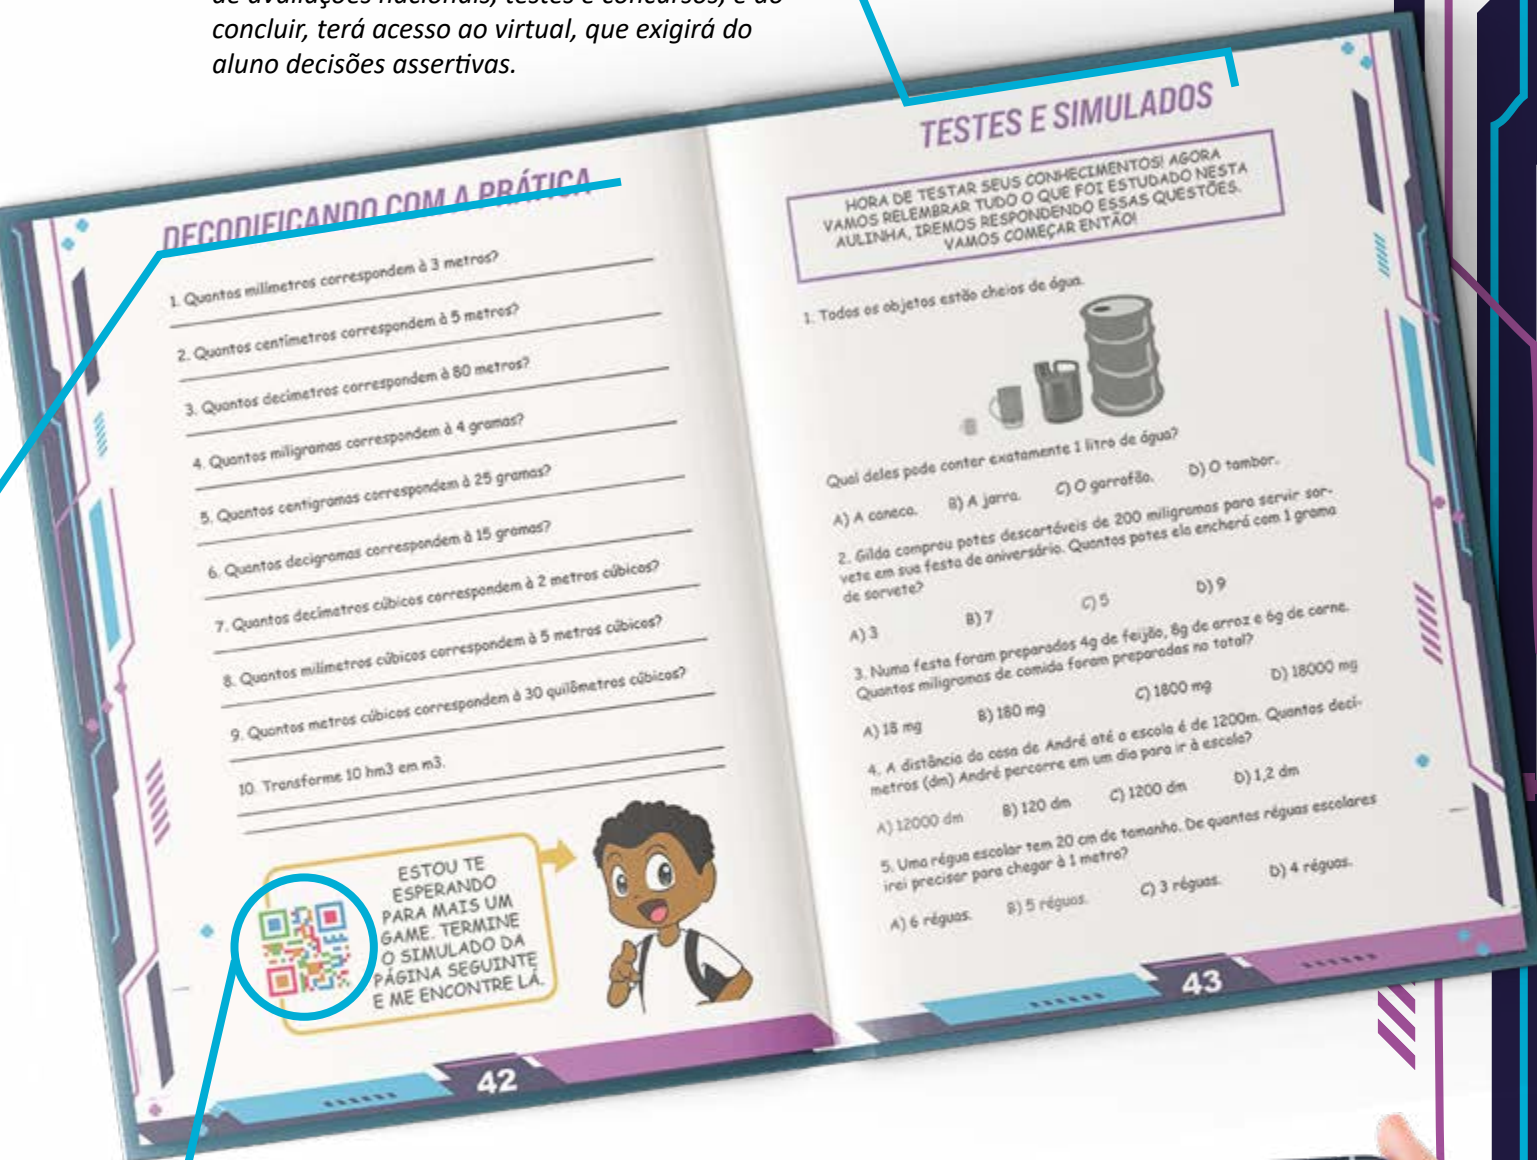 concluir, terá acesso ao virtual, que exigirá do
aluno decisões assertivas.
DECODIFICANDO COM A PRÁTICA
1. Quantos milímetros correspondem à 3 metros?
2. Quantos centímetros correspondem à 5 metros?
3. Quantos decímetros correspondem à 80 metros?
4. Quantos miligramas correspondem à 4 gramas?
5. Quantos centigramas correspondem à 25 gramas?
6. Quantos decigramas correspondem à 15 gramas?
7. Quantos decímatros cúbicos correspondem à 2 metros cúbicos?
8. Quantos milímetros cúbicos correspondem à 5 metros cúbicos?
9. Quantos metros cúbicos correspondem à 30 quilômetros cúbicos?
10. Transforme 10 hm3 em m3.
ESTOU TE
ESPERANDO
PARA MAIS UM
GAME. TERMINE
O SIMULADO DA
PÁGINA SEGUINTE
E ME ENCONTRE LÁ.
42
TESTES E SIMULADOS
HORA DE TESTAR SEUS CONHECIMENTOS! AGORA
VAMOS RELEMBRAR TUDO O QUE FOI ESTUDADO NESTA
AULINHA, IREMOS RESPONDENDO ESSAS QUESTÕES.
VAMOS COMEÇAR ENTÃO!
1. Todos os objetos estão cheios de água.
Qual deles pode conter exatamente 1 litro de água?
A) A caneca. B) A jarra. C) O garrafão. D) O tambor.
2. Gilda comprou potes descartáveis de 200 miligramas para servir sor-
vete em sua festa de aniversário. Quantos potes ela encherá com 1 grama
de sorvete?
A) 3 B) 7 C) 5 D) 9
3. Numa festa foram preparados 4g de feijão, 8g de arroz e 6g de carne.
Quantos miligramas de comida foram preparadas no total?
A) 18 mg B) 180 mg C) 1800 mg D) 18000 mg
4. A distância da casa de André até a escola é de 1200m. Quantos decí-
metros (dm) André percorre em um dia para ir à escola?
A) 12000 dm B) 120 dm C) 1200 dm D) 1,2 dm
5. Uma régua escolar tem 20 cm de tamanho. De quantas réguas escolares
irei precisar para chegar à 1 metro?
A) 6 réguas. B) 5 réguas. C) 3 réguas. D) 4 réguas.
43